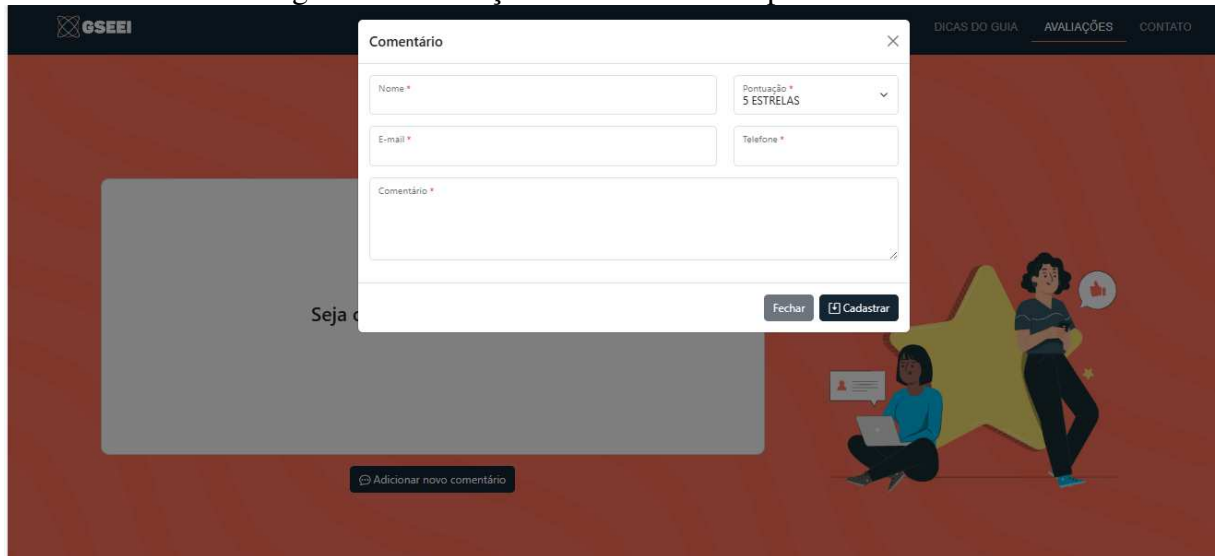 GSEEI
DICAS DO GUIA AVALIAÇÕES CONTATO
Comentário
Nome *
Pontuação *
5 ESTRELAS
E-mail *
Telefone *
Comentário *
Fechar
Cadastrar
Seja
Adicionar novo comentário